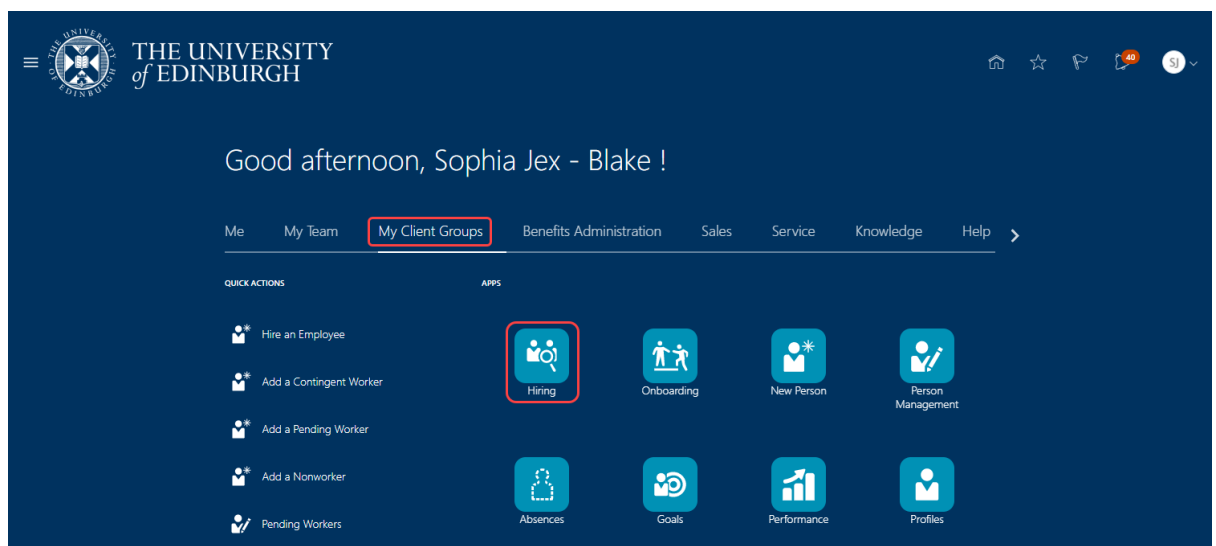 THE UNIVERSITY
of EDINBURGH
40
SJ
Good afternoon, Sophia Jex - Blake !
Me My Team My Client Groups Benefits Administration Sales Service Knowledge Help
QUICK ACTIONS APPS
Hire an Employee
Add a Contingent Worker
Add a Pending Worker
Add a Nonworker
Pending Workers
Hiring Onboarding New Person Person
Management
Absences Goals Performance Profiles